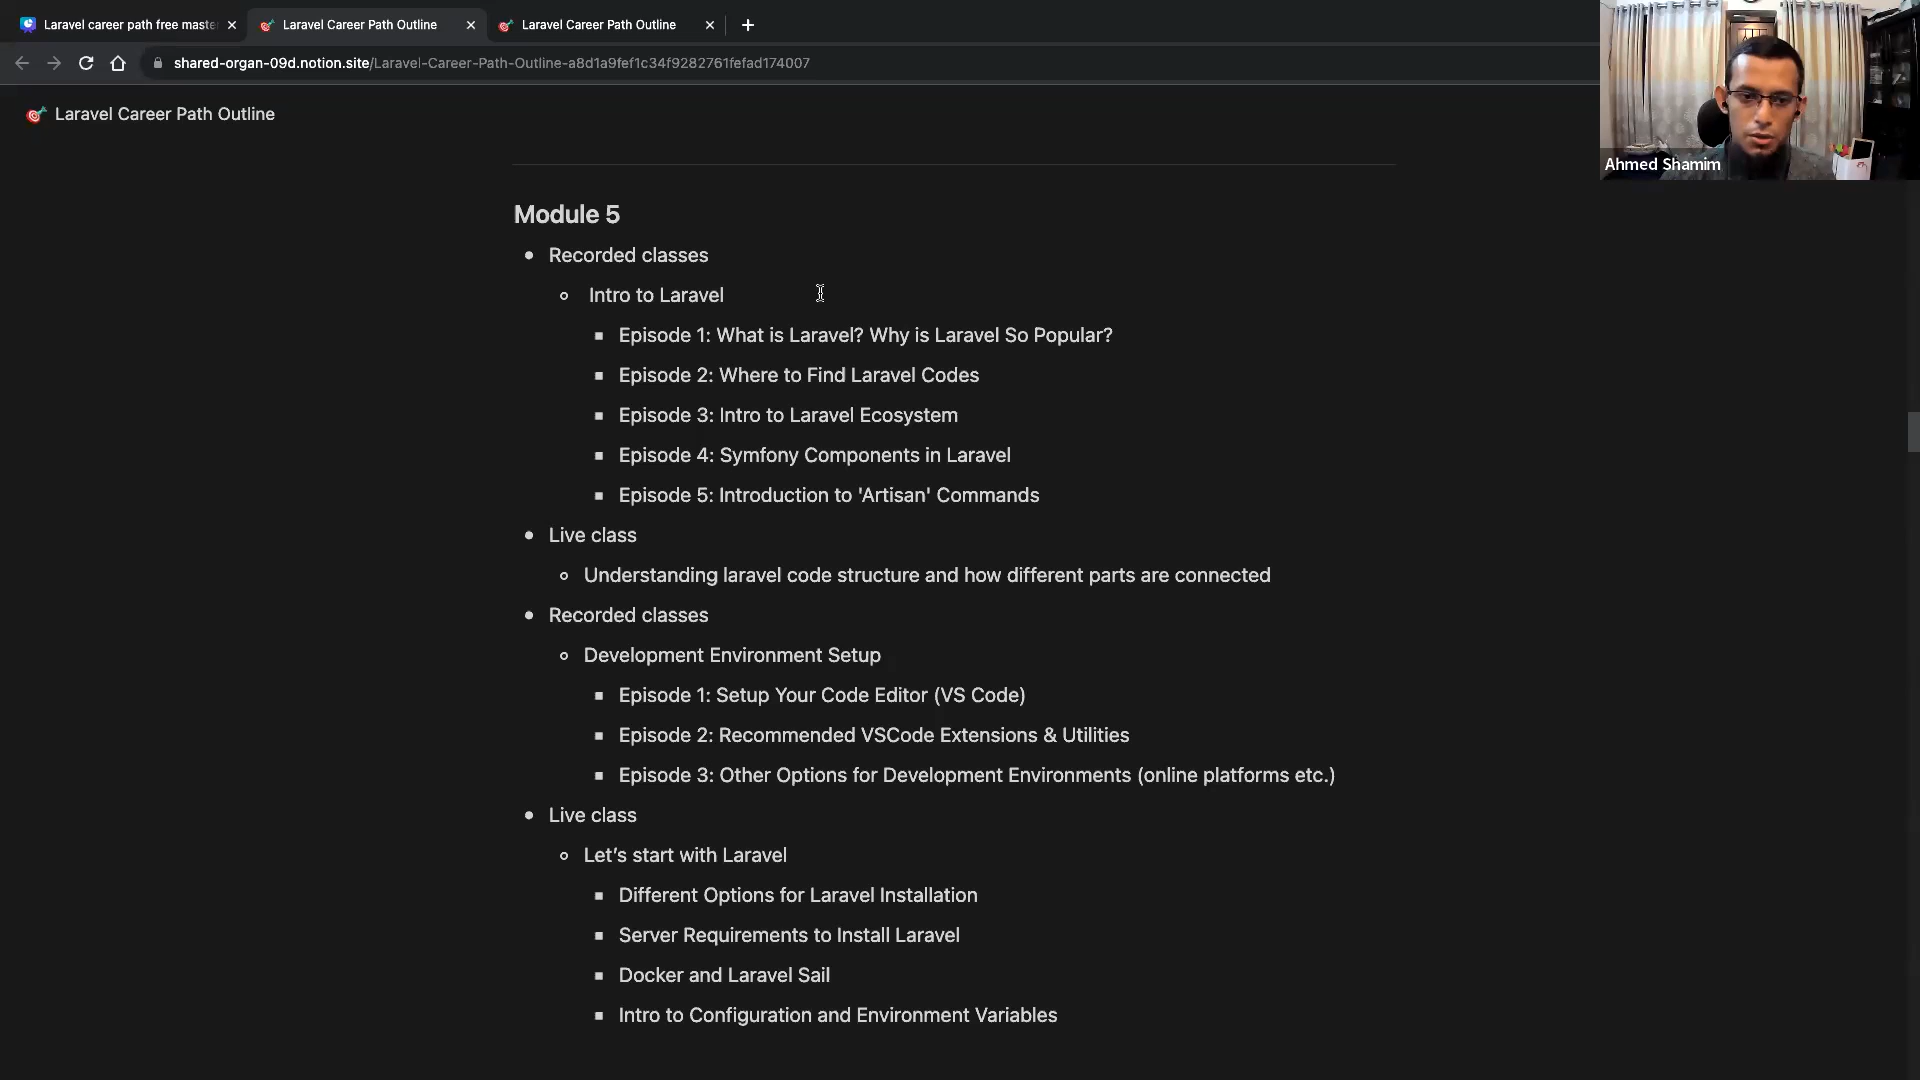 Laravel career path free maste
Laravel Career Path Outline
Laravel Career Path Outline
shared-organ-09d.notion.site/Laravel-Career-Path-Outline-a8d1a9fef1c34f9282761fefad174007
Laravel Career Path Outline
Ahmed Shamim
Module 5
Recorded classes
Intro to Laravel
Episode 1: What is Laravel? Why is Laravel So Popular?
Episode 2: Where to Find Laravel Codes
Episode 3: Intro to Laravel Ecosystem
Episode 4: Symfony Components in Laravel
Episode 5: Introduction to 'Artisan' Commands
Live class
Understanding laravel code structure and how different parts are connected
Recorded classes
Development Environment Setup
Episode 1: Setup Your Code Editor (VS Code)
Episode 2: Recommended VSCode Extensions & Utilities
Episode 3: Other Options for Development Environments (online platforms etc.)
Live class
Let’s start with Laravel
Different Options for Laravel Installation
Server Requirements to Install Laravel
Docker and Laravel Sail
Intro to Configuration and Environment Variables